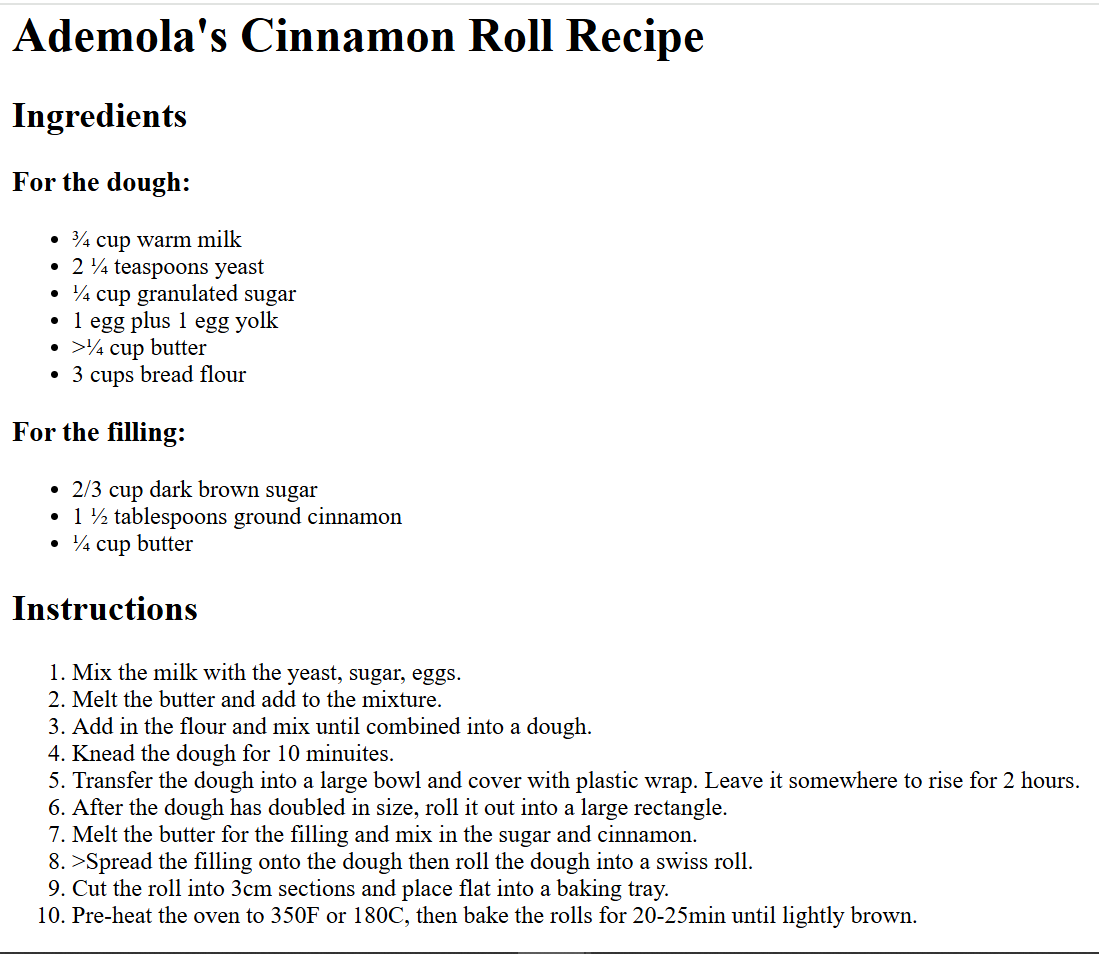 Ademola's Cinnamon Roll Recipe
Ingredients
For the dough:
• ¾ cup warm milk
• 2 ¼ teaspoons yeast
• ¼ cup granulated sugar
• 1 egg plus 1 egg yolk
• >¼ cup butter
• 3 cups bread flour
For the filling:
• 2/3 cup dark brown sugar
• 1 ½ tablespoons ground cinnamon
• ¼ cup butter
Instructions
1. Mix the milk with the yeast, sugar, eggs.
2. Melt the butter and add to the mixture.
3. Add in the flour and mix until combined into a dough.
4. Knead the dough for 10 minuites.
5. Transfer the dough into a large bowl and cover with plastic wrap. Leave it somewhere to rise for 2 hours.
6. After the dough has doubled in size, roll it out into a large rectangle.
7. Melt the butter for the filling and mix in the sugar and cinnamon.
8. >Spread the filling onto the dough then roll the dough into a swiss roll.
9. Cut the roll into 3cm sections and place flat into a baking tray.
10. Pre-heat the oven to 350F or 180C, then bake the rolls for 20-25min until lightly brown.